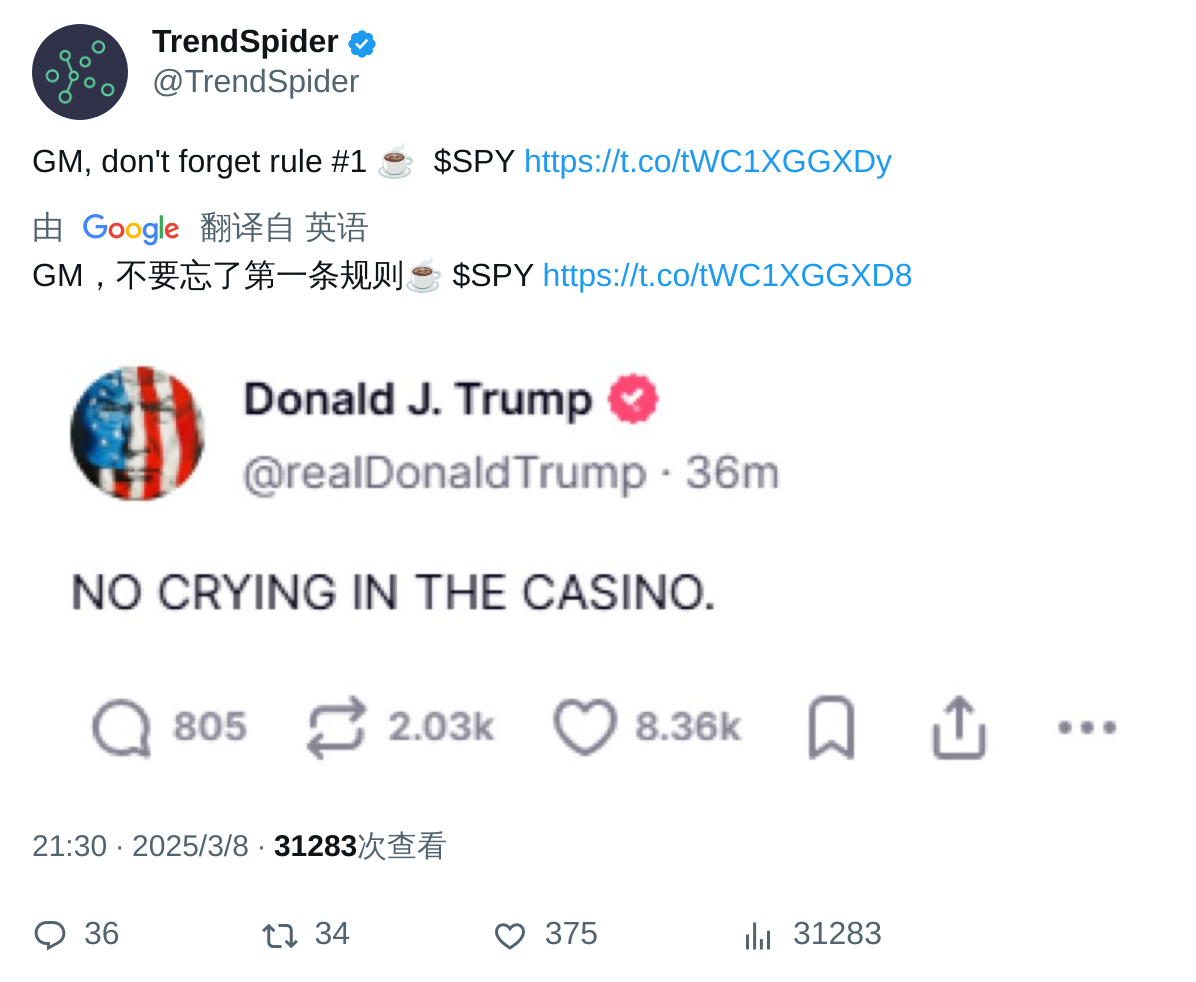 TrendSpider
@TrendSpider
GM, don't forget rule #1 ☕ $SPY https://t.co/tWC1XGGXDy
由 Google 翻译自 英语
GM，不要忘了第一条规则☕ $SPY https://t.co/tWC1XGGXD8
Donald J. Trump
@realDonaldTrump · 36m
NO CRYING IN THE CASINO.
805 2.03k 8.36k
21:30 · 2025/3/8 · 31283次查看
36 34 375 31283